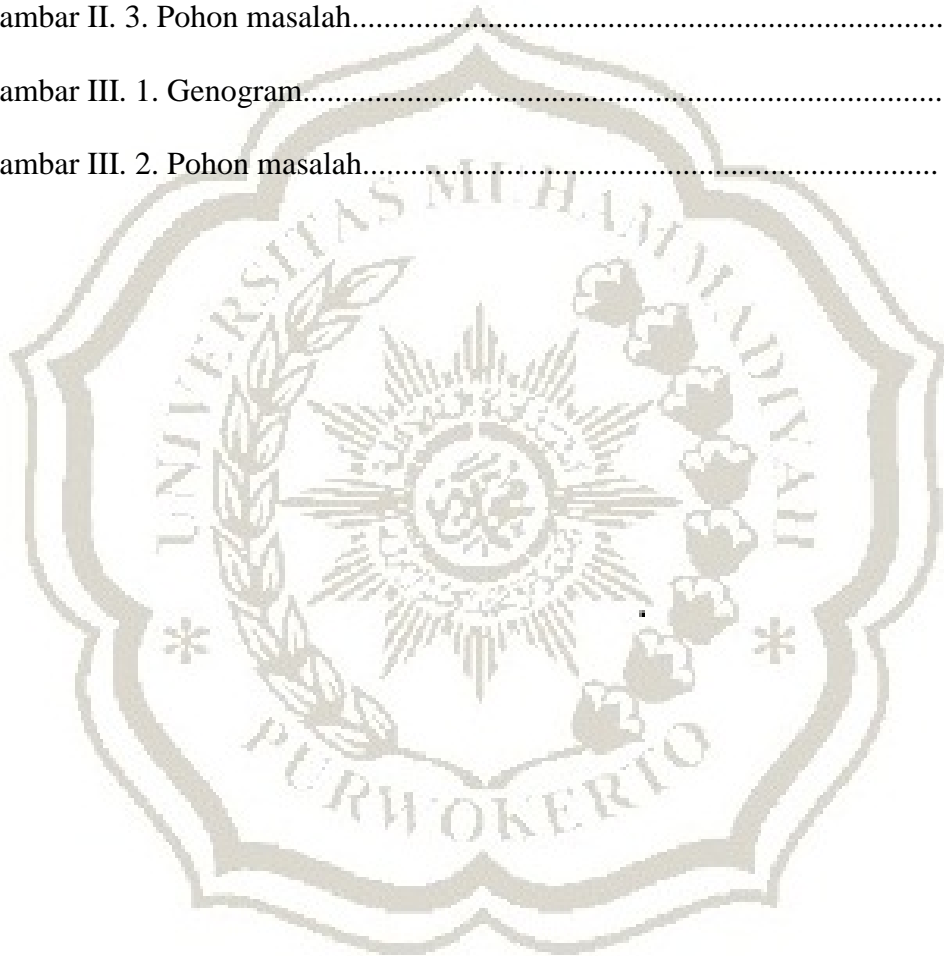 ambar II. 3. Pohon masalah..........................................................................
ambar III. 1. Genogram................................................................................
ambar III. 2. Pohon masalah........................................................................
UNIVERSITAS MUHAMMADIYAH
PURWOKERTO